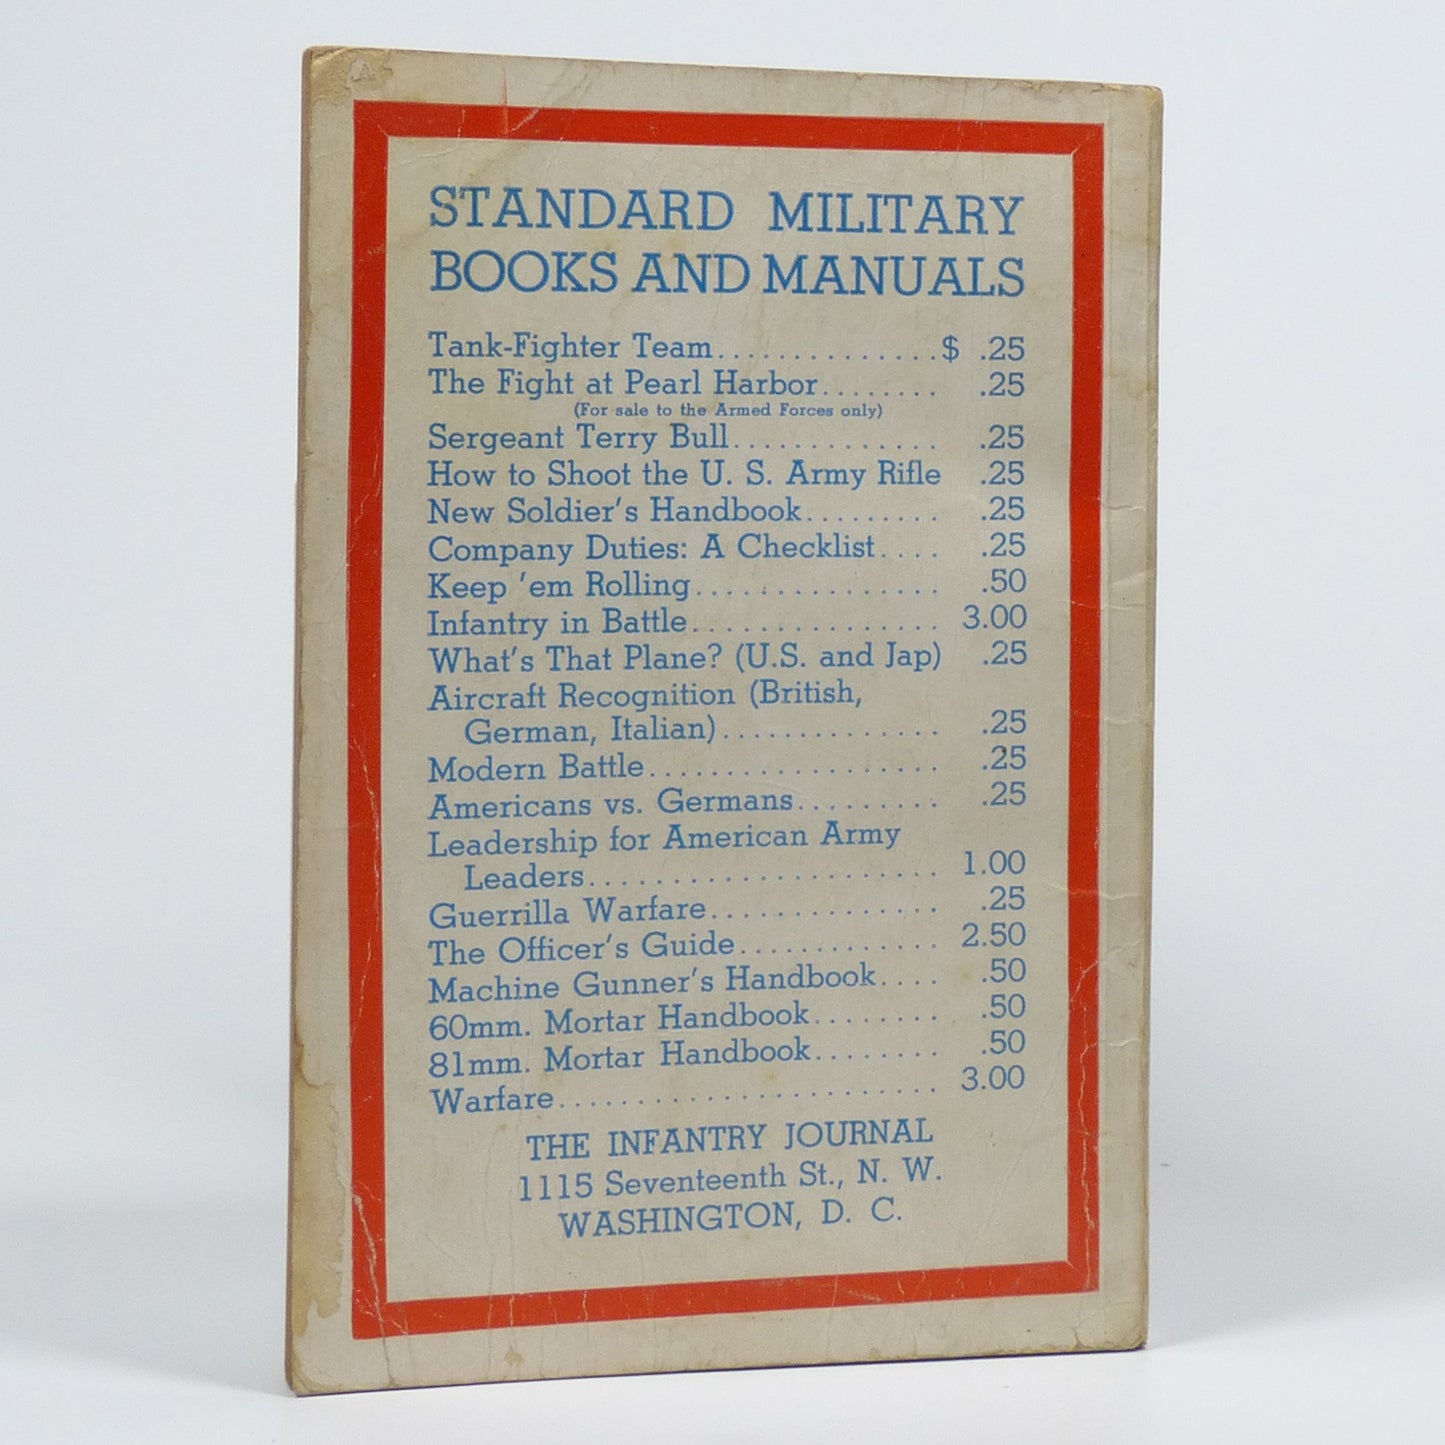 STANDARD MILITARY
BOOKS AND MANUALS
Tank-Fighter Team..............$ .25
The Fight at Pearl Harbor........ .25
(For sale to the Armed Forces only)
Sergeant Terry Bull............. .25
How to Shoot the U. S. Army Rifle .25
New Soldier's Handbook......... .25
Company Duties: A Checklist.... .25
Keep 'em Rolling............... .50
Infantry in Battle............... 3.00
What's That Plane? (U.S. and Jap) .25
Aircraft Recognition (British,
German, Italian)............. .25
Modern Battle.................. .25
Americans vs. Germans......... .25
Leadership for American Army
Leaders...................... 1.00
Guerrilla Warfare.............. .25
The Officer's Guide............. 2.50
Machine Gunner's Handbook.... .50
60mm. Mortar Handbook........ .50
81mm. Mortar Handbook........ .50
Warfare........................ 3.00
THE INFANTRY JOURNAL
1115 Seventeenth St., N. W.
WASHINGTON, D. C.